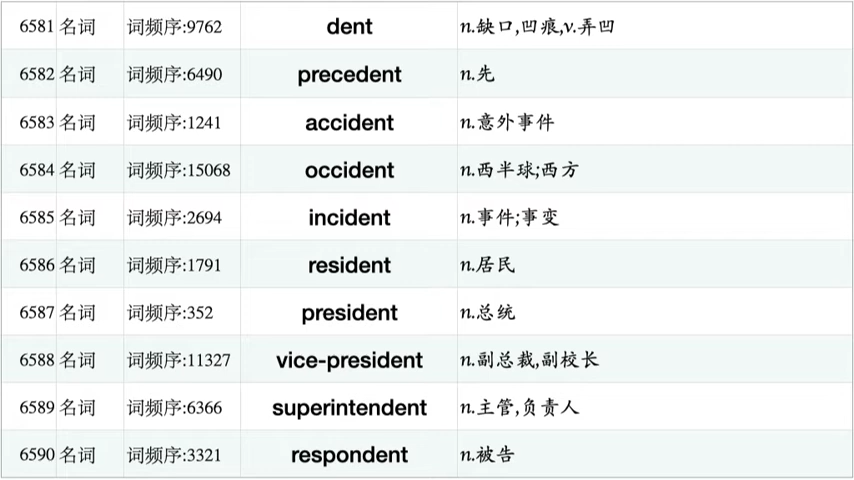 6581 名词 词频序:9762 dent n.缺口,凹痕,v.弄凹
6582 名词 词频序:6490 precedent n.先
6583 名词 词频序:1241 accident n.意外事件
6584 名词 词频序:15068 occident n.西半球;西方
6585 名词 词频序:2694 incident n.事件;事变
6586 名词 词频序:1791 resident n.居民
6587 名词 词频序:352 president n.总统
6588 名词 词频序:11327 vice-president n.副总裁,副校长
6589 名词 词频序:6366 superintendent n.主管,负责人
6590 名词 词频序:3321 respondent n.被告